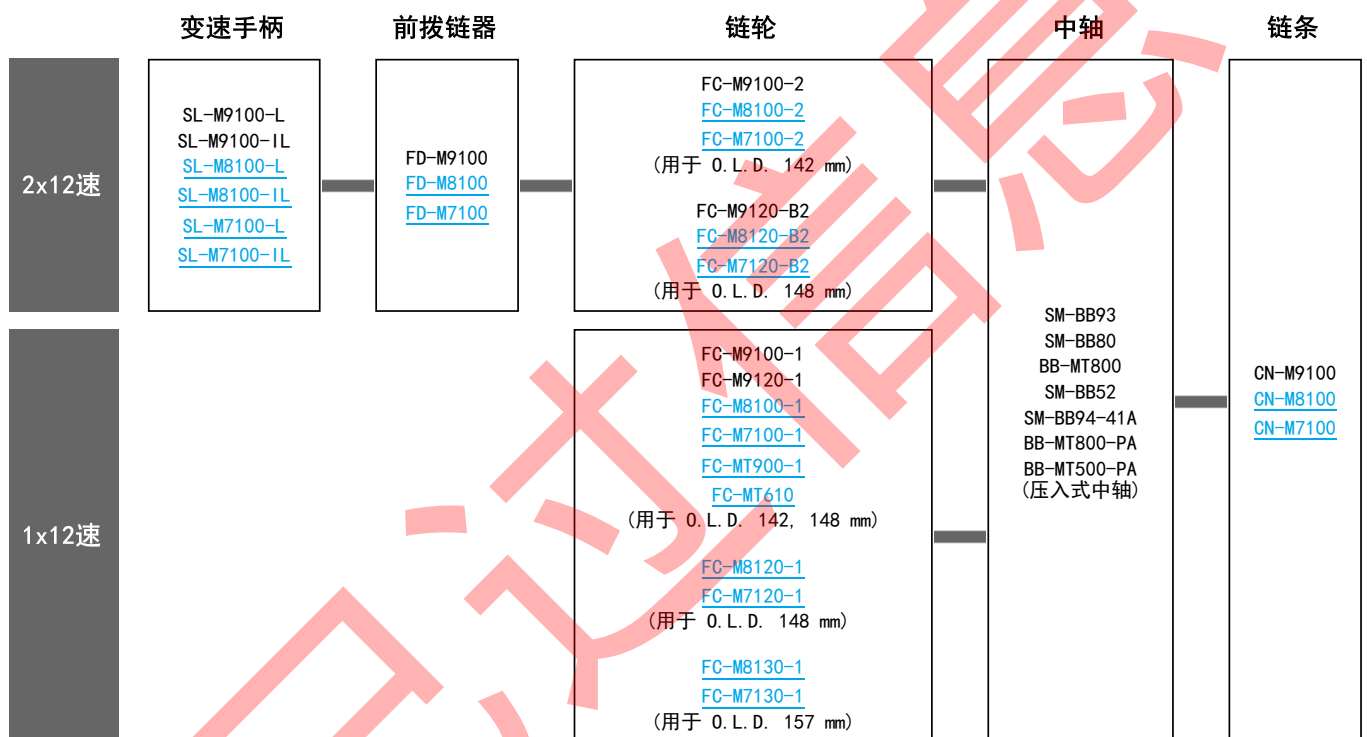 变速手柄
前拨链器
链轮
中轴
链条
2x12速
SL-M9100-L
SL-M9100-IL
SL-M8100-L
SL-M8100-IL
SL-M7100-L
SL-M7100-IL
FD-M9100
FD-M8100
FD-M7100
FC-M9100-2
FC-M8100-2
FC-M7100-2
(用于 O.L.D. 142 mm)
FC-M9120-B2
FC-M8120-B2
FC-M7120-B2
(用于 O.L.D. 148 mm)
1x12速
FC-M9100-1
FC-M9120-1
FC-M8100-1
FC-M7100-1
FC-MT900-1
FC-MT610
(用于 O.L.D. 142, 148 mm)
FC-M8120-1
FC-M7120-1
(用于 O.L.D. 148 mm)
FC-M8130-1
FC-M7130-1
(用于 O.L.D. 157 mm)
SM-BB93
SM-BB80
BB-MT800
SM-BB52
SM-BB94-41A
BB-MT800-PA
BB-MT500-PA
(压入式中轴)
CN-M9100
CN-M8100
CN-M7100
过信息